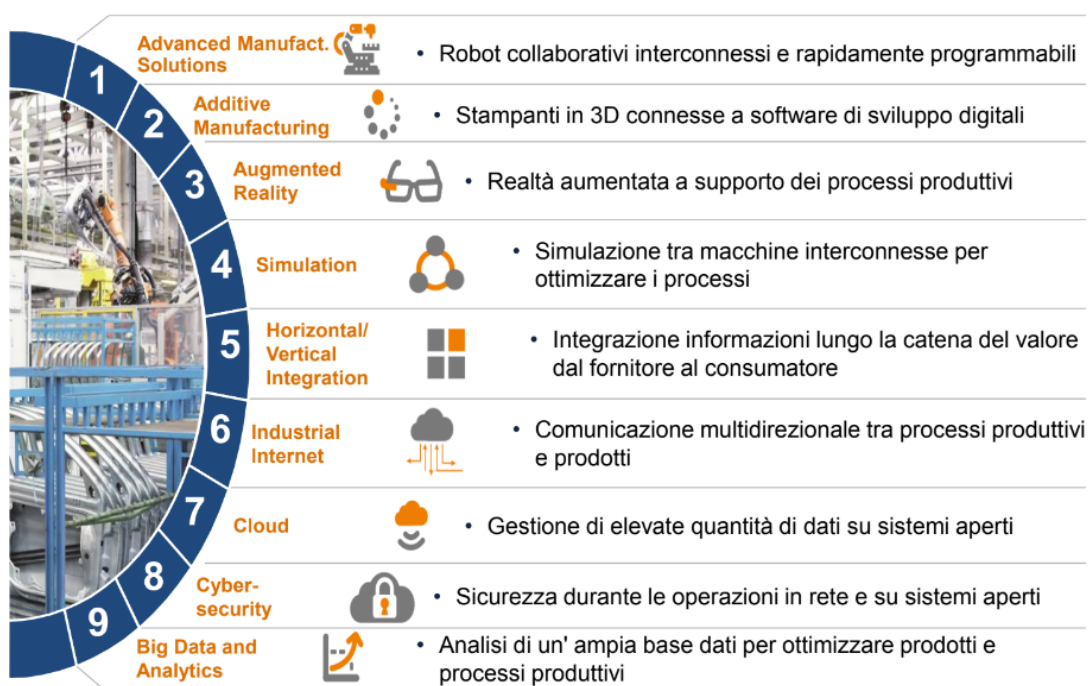 1
Advanced Manufact.
Solutions
• Robot collaborativi interconnessi e rapidamente programmabili
2
Additive
Manufacturing
• Stampanti in 3D connesse a software di sviluppo digitali
3
Augmented
Reality
• Realtà aumentata a supporto dei processi produttivi
4
Simulation
• Simulazione tra macchine interconnesse per
ottimizzare i processi
5
Horizontal/
Vertical
Integration
• Integrazione informazioni lungo la catena del valore
dal fornitore al consumatore
6
Industrial
Internet
• Comunicazione multidirezionale tra processi produttivi
e prodotti
7
Cloud
• Gestione di elevate quantità di dati su sistemi aperti
8
Cyber-
security
• Sicurezza durante le operazioni in rete e su sistemi aperti
9
Big Data and
Analytics
• Analisi di un' ampia base dati per ottimizzare prodotti e
processi produttivi